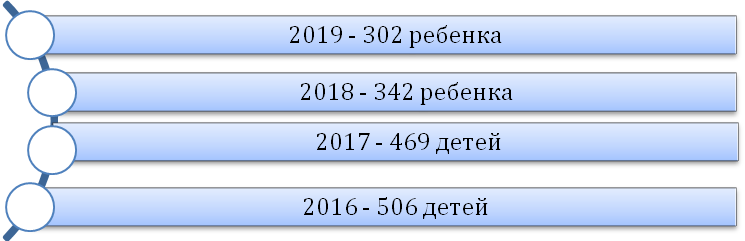 2019 - 302 ребенка
2018 - 342 ребенка
2017 - 469 детей
2016 - 506 детей